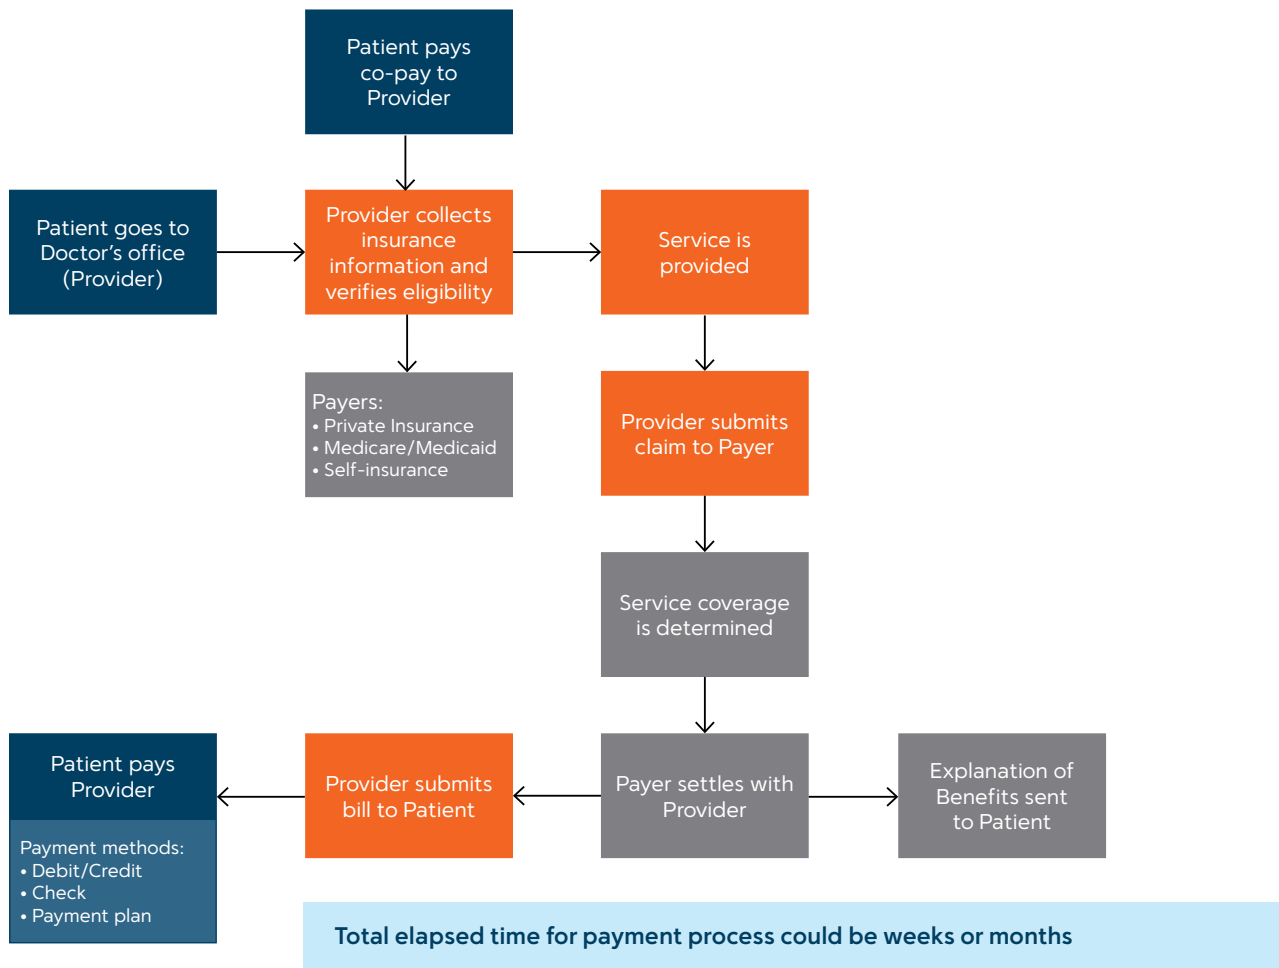 Patient pays
co-pay to
Provider
Patient goes to
Doctor’s office
(Provider)
Provider collects
insurance
information and
verifies eligibility
Service is
provided
Payers:
• Private Insurance
• Medicare/Medicaid
• Self-insurance
Provider submits
claim to Payer
Service coverage
is determined
Patient pays
Provider
Payment methods:
• Debit/Credit
• Check
• Payment plan
Provider submits
bill to Patient
Payer settles with
Provider
Explanation of
Benefits sent
to Patient
Total elapsed time for payment process could be weeks or months